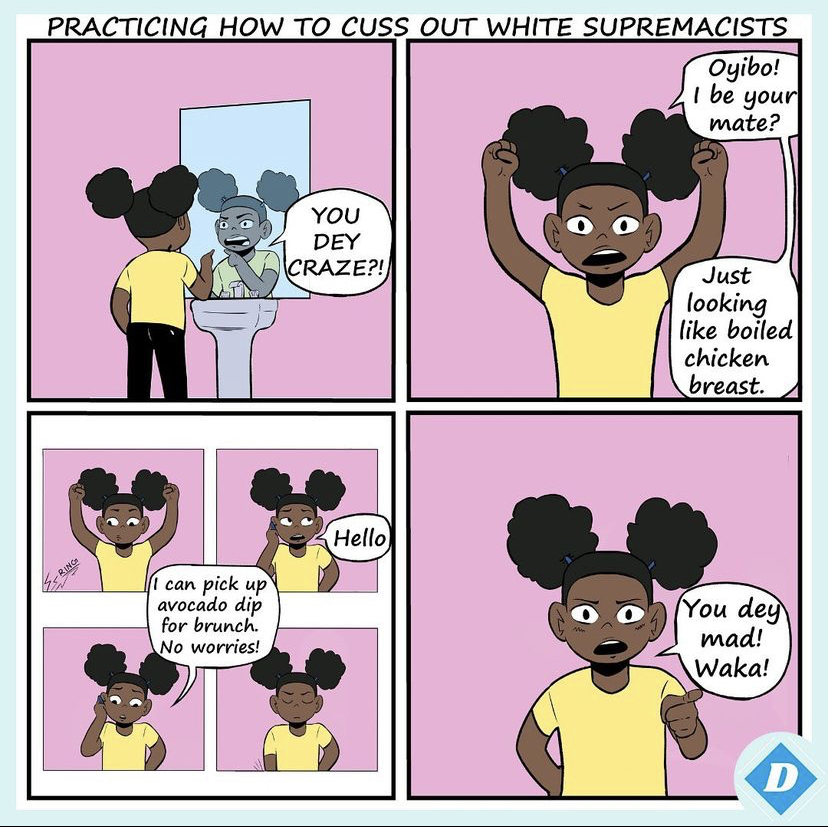 PRACTICING HOW TO CUSS OUT WHITE SUPREMACISTS
YOU
DEY
CRAZE?!
Oyibo!
I be your
mate?
Just
looking
like boiled
chicken
breast.
RING
Hello
I can pick up
avocado dip
for brunch.
No worries!
You dey
mad!
Waka!
D